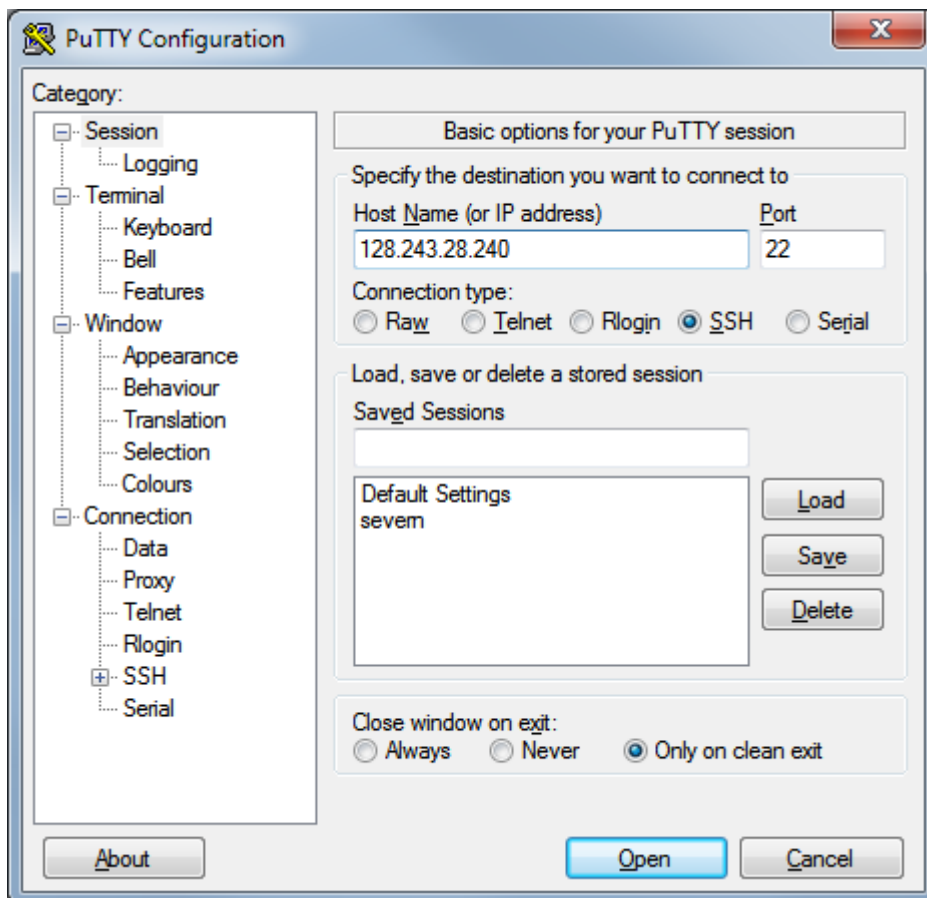 PuTTY Configuration
X
Category:
Session
Logging
Terminal
Keyboard
Bell
Features
Window
Appearance
Behaviour
Translation
Selection
Colours
Connection
Data
Proxy
Telnet
Rlogin
SSH
Serial
Basic options for your PuTTY session
Specify the destination you want to connect to
Host Name (or IP address) Port
128.243.28.240 22
Connection type:
Raw Telnet Rlogin SSH Serial
Load, save or delete a stored session
Saved Sessions
Default Settings
severn
Load
Save
Delete
Close window on exit:
Always Never Only on clean exit
About Open Cancel